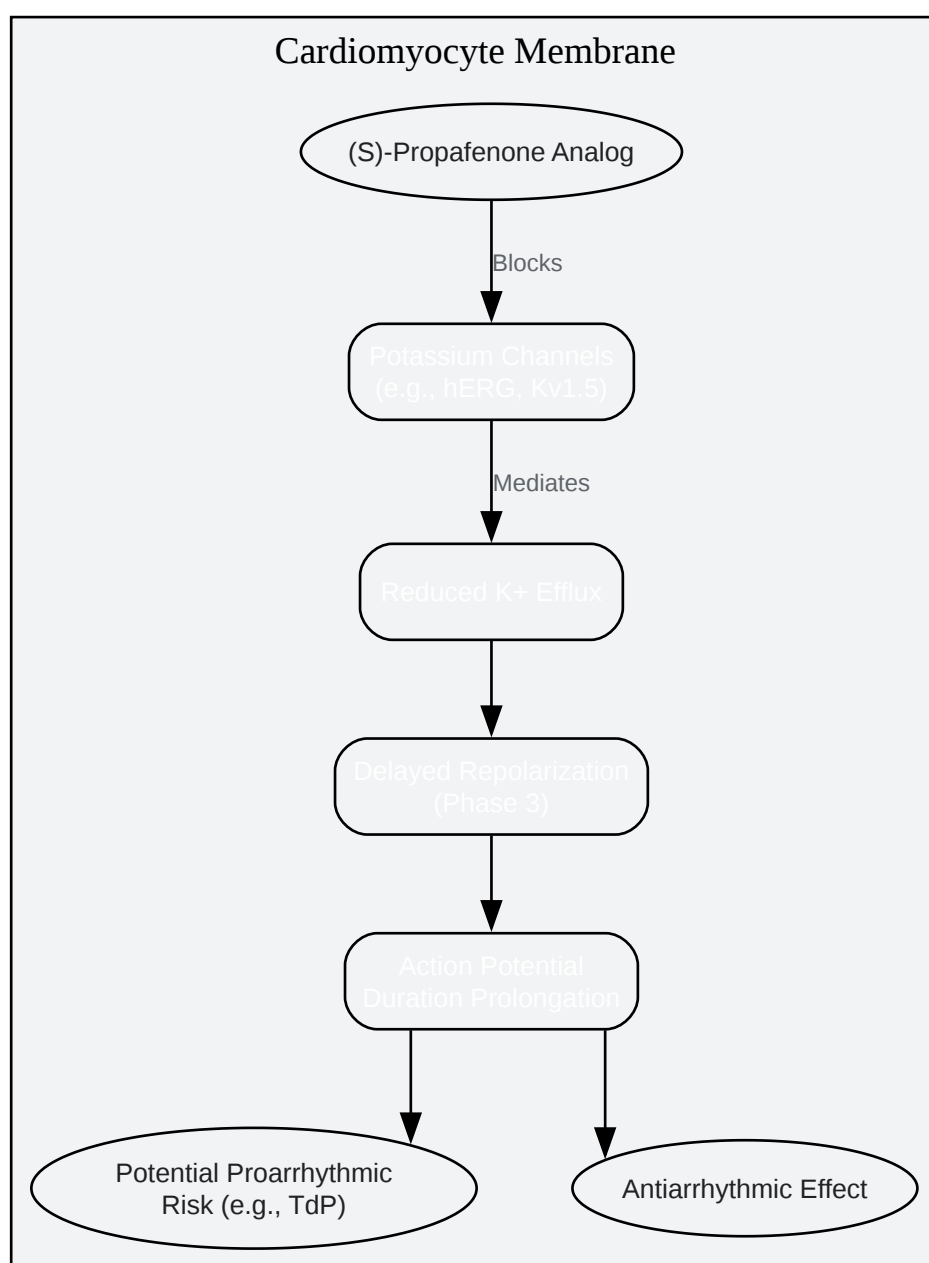 Cardiomyocyte Membrane
(S)-Propafenone Analog
Blocks
Potassium Channels
(e.g., hERG, Kv1.5)
Mediates
Reduced K+ Efflux
Delayed Repolarization
(Phase 3)
Action Potential
Duration Prolongation
Potential Proarrhythmic
Risk (e.g., TdP)
Antiarrhythmic Effect